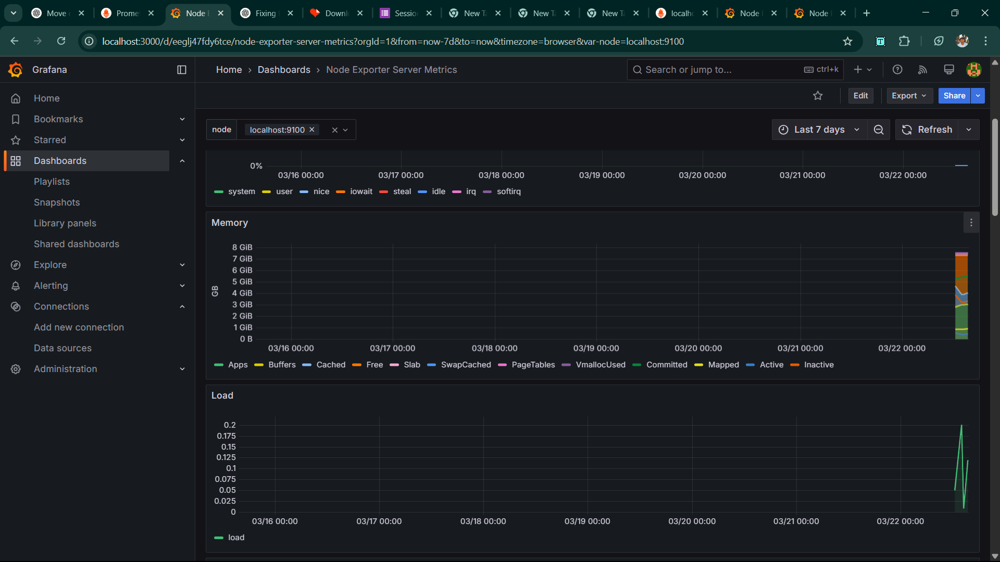 Move
Prome
Node E
Fixing
Downl
Sessio
New Ta
New Ta
New Ta
localho
Node
Node
localhost:3000/d/eeglj47fdy6tce/node-exporter-server-metrics?orgId=1&from=now-7d&to=now&timezone=browser&var-node=localhost:9100
Grafana
Home › Dashboards › Node Exporter Server Metrics
Search or jump to...
ctrl+k
Edit
Export
Share
Home
Bookmarks
Starred
Dashboards
Playlists
Snapshots
Library panels
Shared dashboards
Explore
Alerting
Connections
Add new connection
Data sources
Administration
node
localhost:9100
Last 7 days
Refresh
0%
03/16 00:00 03/17 00:00 03/18 00:00 03/19 00:00 03/20 00:00 03/21 00:00 03/22 00:00
system user nice iowait steal idle irq softirq
Memory
GB
8 GiB
7 GiB
6 GiB
5 GiB
4 GiB
3 GiB
2 GiB
1 GiB
0 B
03/16 00:00 03/17 00:00 03/18 00:00 03/19 00:00 03/20 00:00 03/21 00:00 03/22 00:00
Apps Buffers Cached Free Slab SwapCached PageTables VmallocUsed Committed Mapped Active Inactive
Load
0.2
0.175
0.15
0.125
0.1
0.075
0.05
0.025
0
03/16 00:00 03/17 00:00 03/18 00:00 03/19 00:00 03/20 00:00 03/21 00:00 03/22 00:00
load